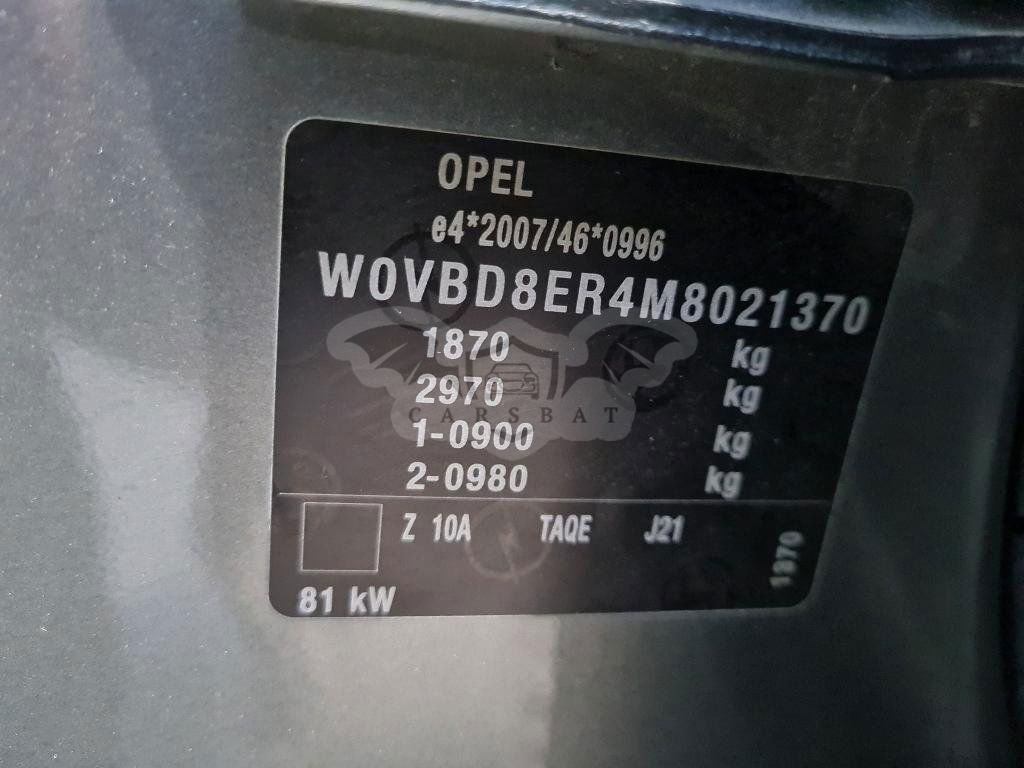 OPEL
e4*2007/46*0996
W0VBD8ER4M8021370
1870 kg
2970 kg
CARSBAT
1-0900 kg
2-0980 kg
Z 10A TAQE J21
1370
81 kW